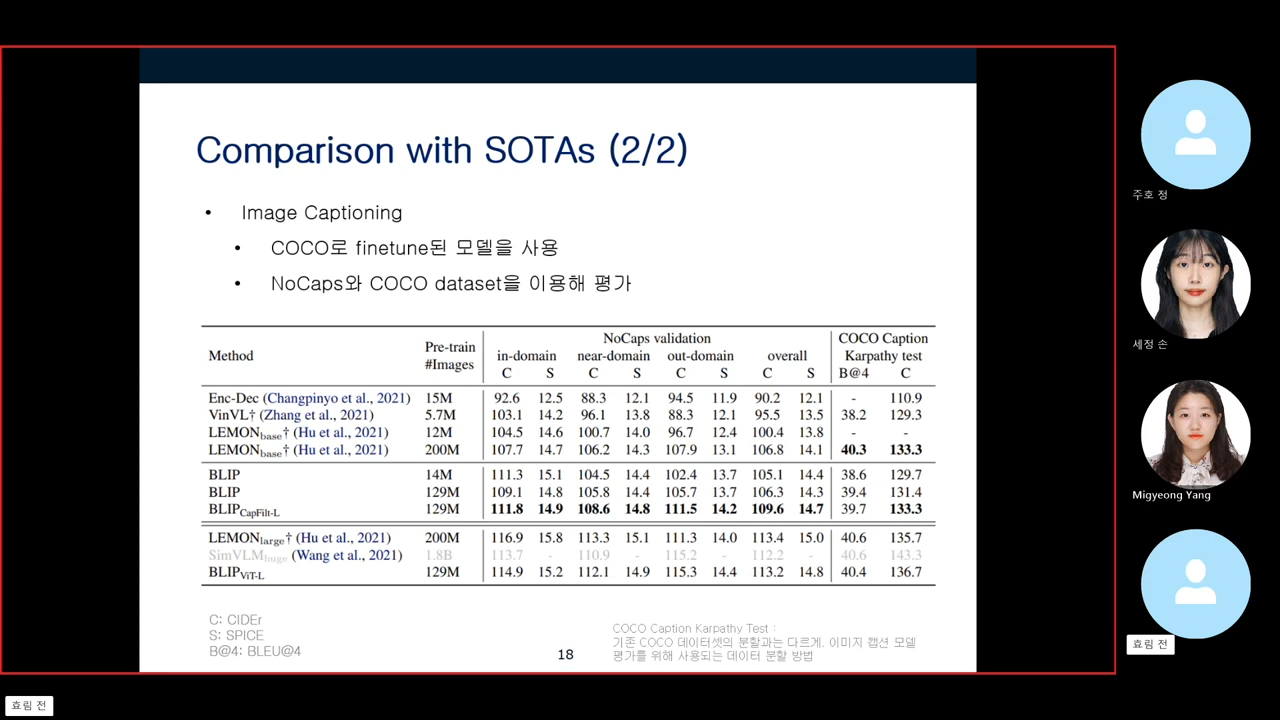 Comparison with SOTAs (2/2)
• Image Captioning
• COCO로 finetune된 모델을 사용
• NoCaps와 COCO dataset을 이용해 평가
Method Pre-train #Images NoCaps validation COCO Caption Karpathy test
in-domain near-domain out-domain overall
C S C S C S C S B@4 C
Enc-Dec (Changpinyo et al., 2021) 15M 92.6 12.5 88.3 12.1 94.5 11.9 90.2 12.1 - 110.9
VinVL† (Zhang et al., 2021) 5.7M 103.1 14.2 96.1 13.8 88.3 12.1 95.5 13.5 38.2 129.3
LEMONbase† (Hu et al., 2021) 12M 104.5 14.6 100.7 14.0 96.7 12.4 100.4 13.8 - -
LEMONbase† (Hu et al., 2021) 200M 107.7 14.7 106.2 14.3 107.9 13.1 106.8 14.1 40.3 133.3
BLIP 14M 111.3 15.1 104.5 14.4 102.4 13.7 105.1 14.4 38.6 129.7
BLIP 129M 109.1 14.8 105.8 14.4 105.7 13.7 106.3 14.3 39.4 131.4
BLIPCapFilt-L 129M 111.8 14.9 108.6 14.8 111.5 14.2 109.6 14.7 39.7 133.3
LEMONlarge† (Hu et al., 2021) 200M 116.9 15.8 113.3 15.1 111.3 14.0 113.4 15.0 40.6 135.7
SimVLMhuge (Wang et al., 2021) 1.8B 113.7 - 110.9 - 115.2 - 112.2 - 40.6 143.3
BLIPViT-L 129M 114.9 15.2 112.1 14.9 115.3 14.4 113.2 14.8 40.4 136.7
C: CIDEr
S: SPICE
B@4: BLEU@4
18
COCO Caption Karpathy Test :
기존 COCO 데이터셋의 분할과는 다르게, 이미지 캡션 모델
평가를 위해 사용되는 데이터 분할 방법
주호 정
세정 손
Migyeong Yang
효림 전
효림 전